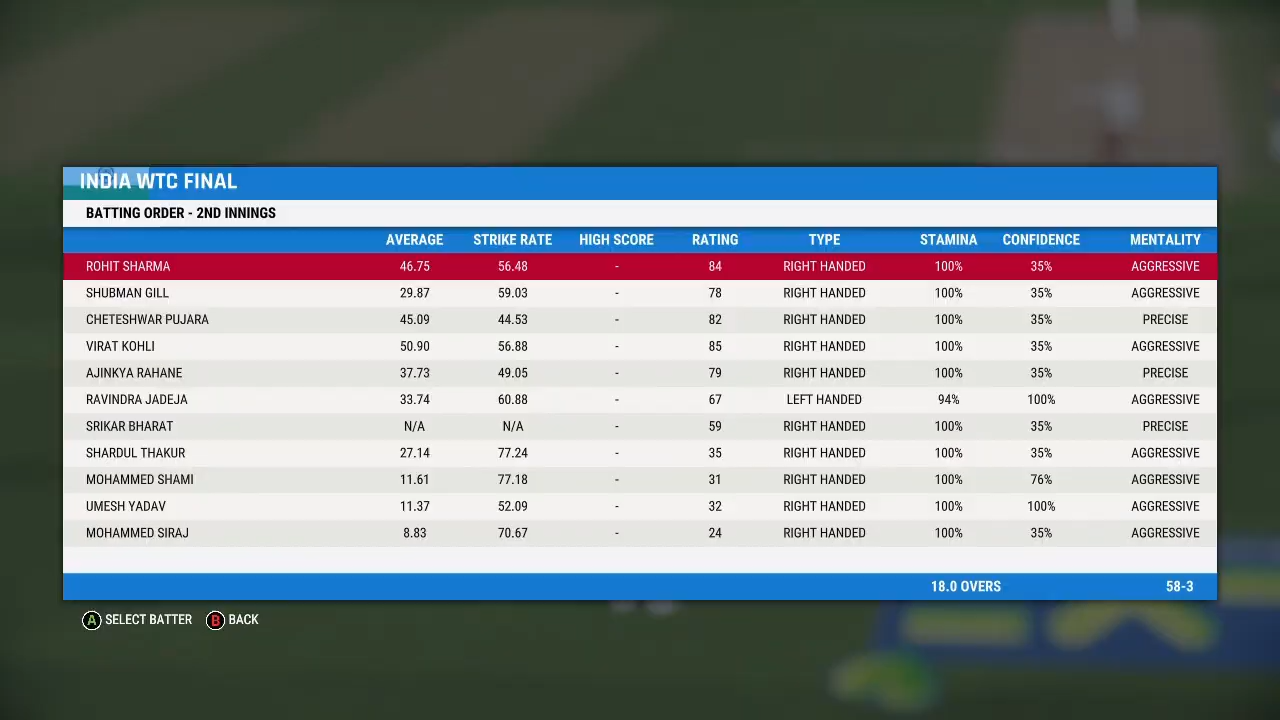 INDIA WTC FINAL
BATTING ORDER - 2ND INNINGS
AVERAGE STRIKE RATE HIGH SCORE RATING TYPE STAMINA CONFIDENCE MENTALITY
ROHIT SHARMA 46.75 56.48 - 84 RIGHT HANDED 100% 35% AGGRESSIVE
SHUBMAN GILL 29.87 59.03 - 78 RIGHT HANDED 100% 35% AGGRESSIVE
CHETESHWAR PUJARA 45.09 44.53 - 82 RIGHT HANDED 100% 35% PRECISE
VIRAT KOHLI 50.90 56.88 - 85 RIGHT HANDED 100% 35% AGGRESSIVE
AJINKYA RAHANE 37.73 49.05 - 79 RIGHT HANDED 100% 35% PRECISE
RAVINDRA JADEJA 33.74 60.88 - 67 LEFT HANDED 94% 100% AGGRESSIVE
SRIKAR BHARAT N/A N/A - 59 RIGHT HANDED 100% 35% PRECISE
SHARDUL THAKUR 27.14 77.24 - 35 RIGHT HANDED 100% 35% AGGRESSIVE
MOHAMMED SHAMI 11.61 77.18 - 31 RIGHT HANDED 100% 76% AGGRESSIVE
UMESH YADAV 11.37 52.09 - 32 RIGHT HANDED 100% 100% AGGRESSIVE
MOHAMMED SIRAJ 8.83 70.67 - 24 RIGHT HANDED 100% 35% AGGRESSIVE
18.0 OVERS 58-3
A SELECT BATTER B BACK